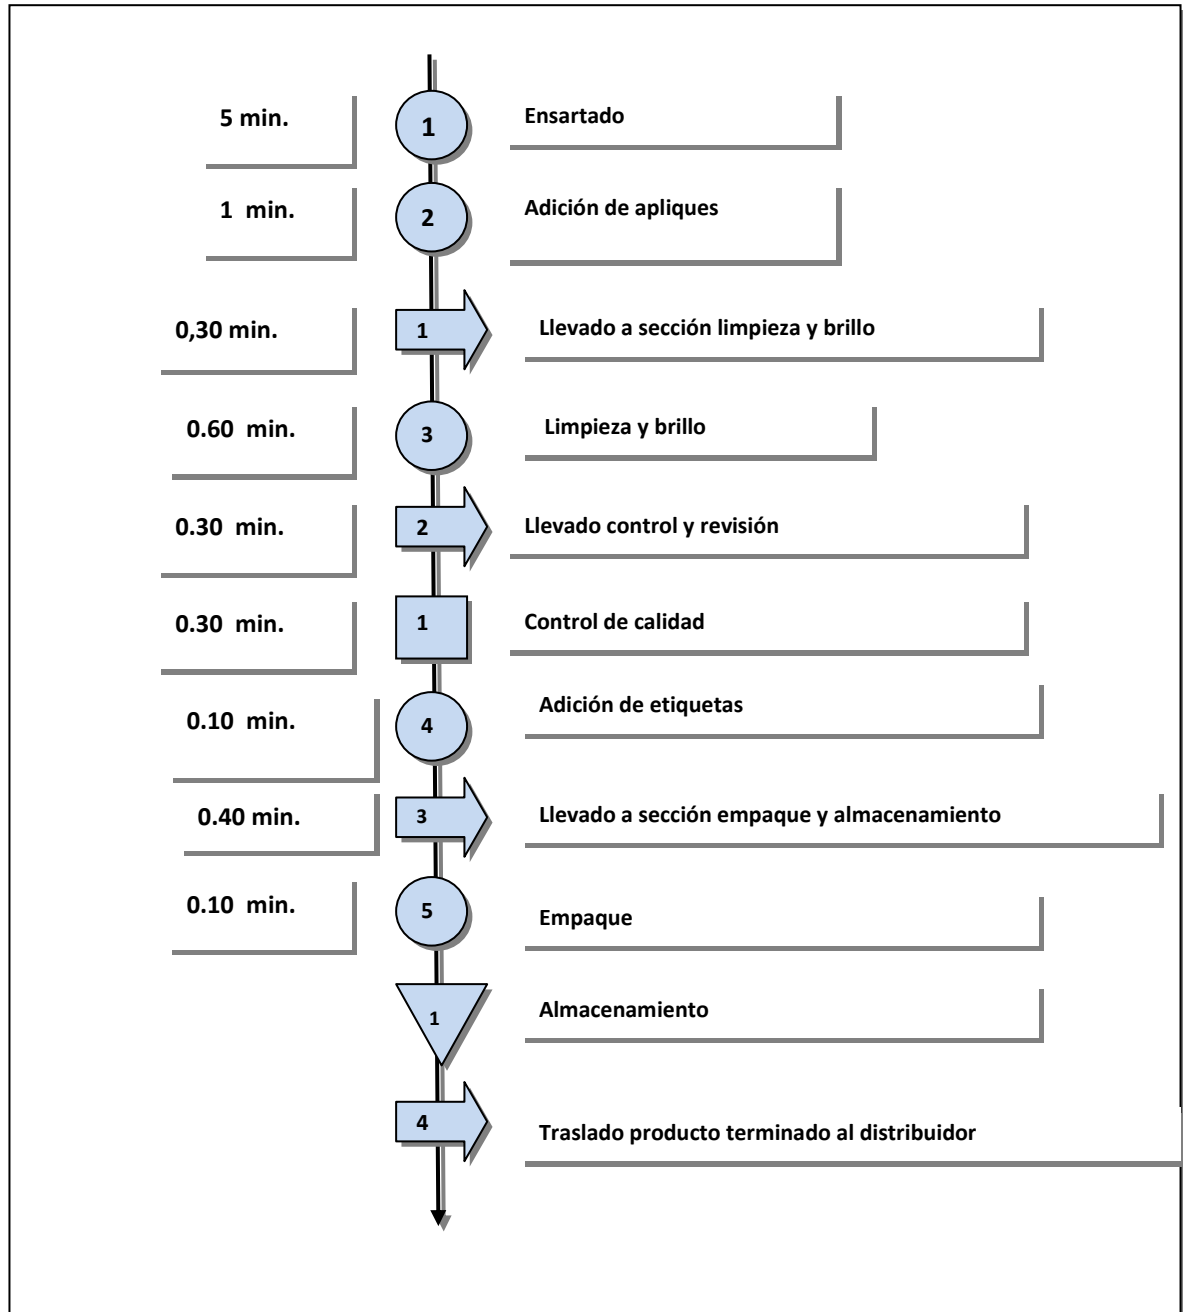 5 min.
1
Ensartado
1 min.
2
Adición de apliques
0,30 min.
1
Llevado a sección limpieza y brillo
0.60 min.
3
Limpieza y brillo
0.30 min.
2
Llevado control y revisión
0.30 min.
1
Control de calidad
0.10 min.
4
Adición de etiquetas
0.40 min.
3
Llevado a sección empaque y almacenamiento
0.10 min.
5
Empaque
1
Almacenamiento
4
Traslado producto terminado al distribuidor